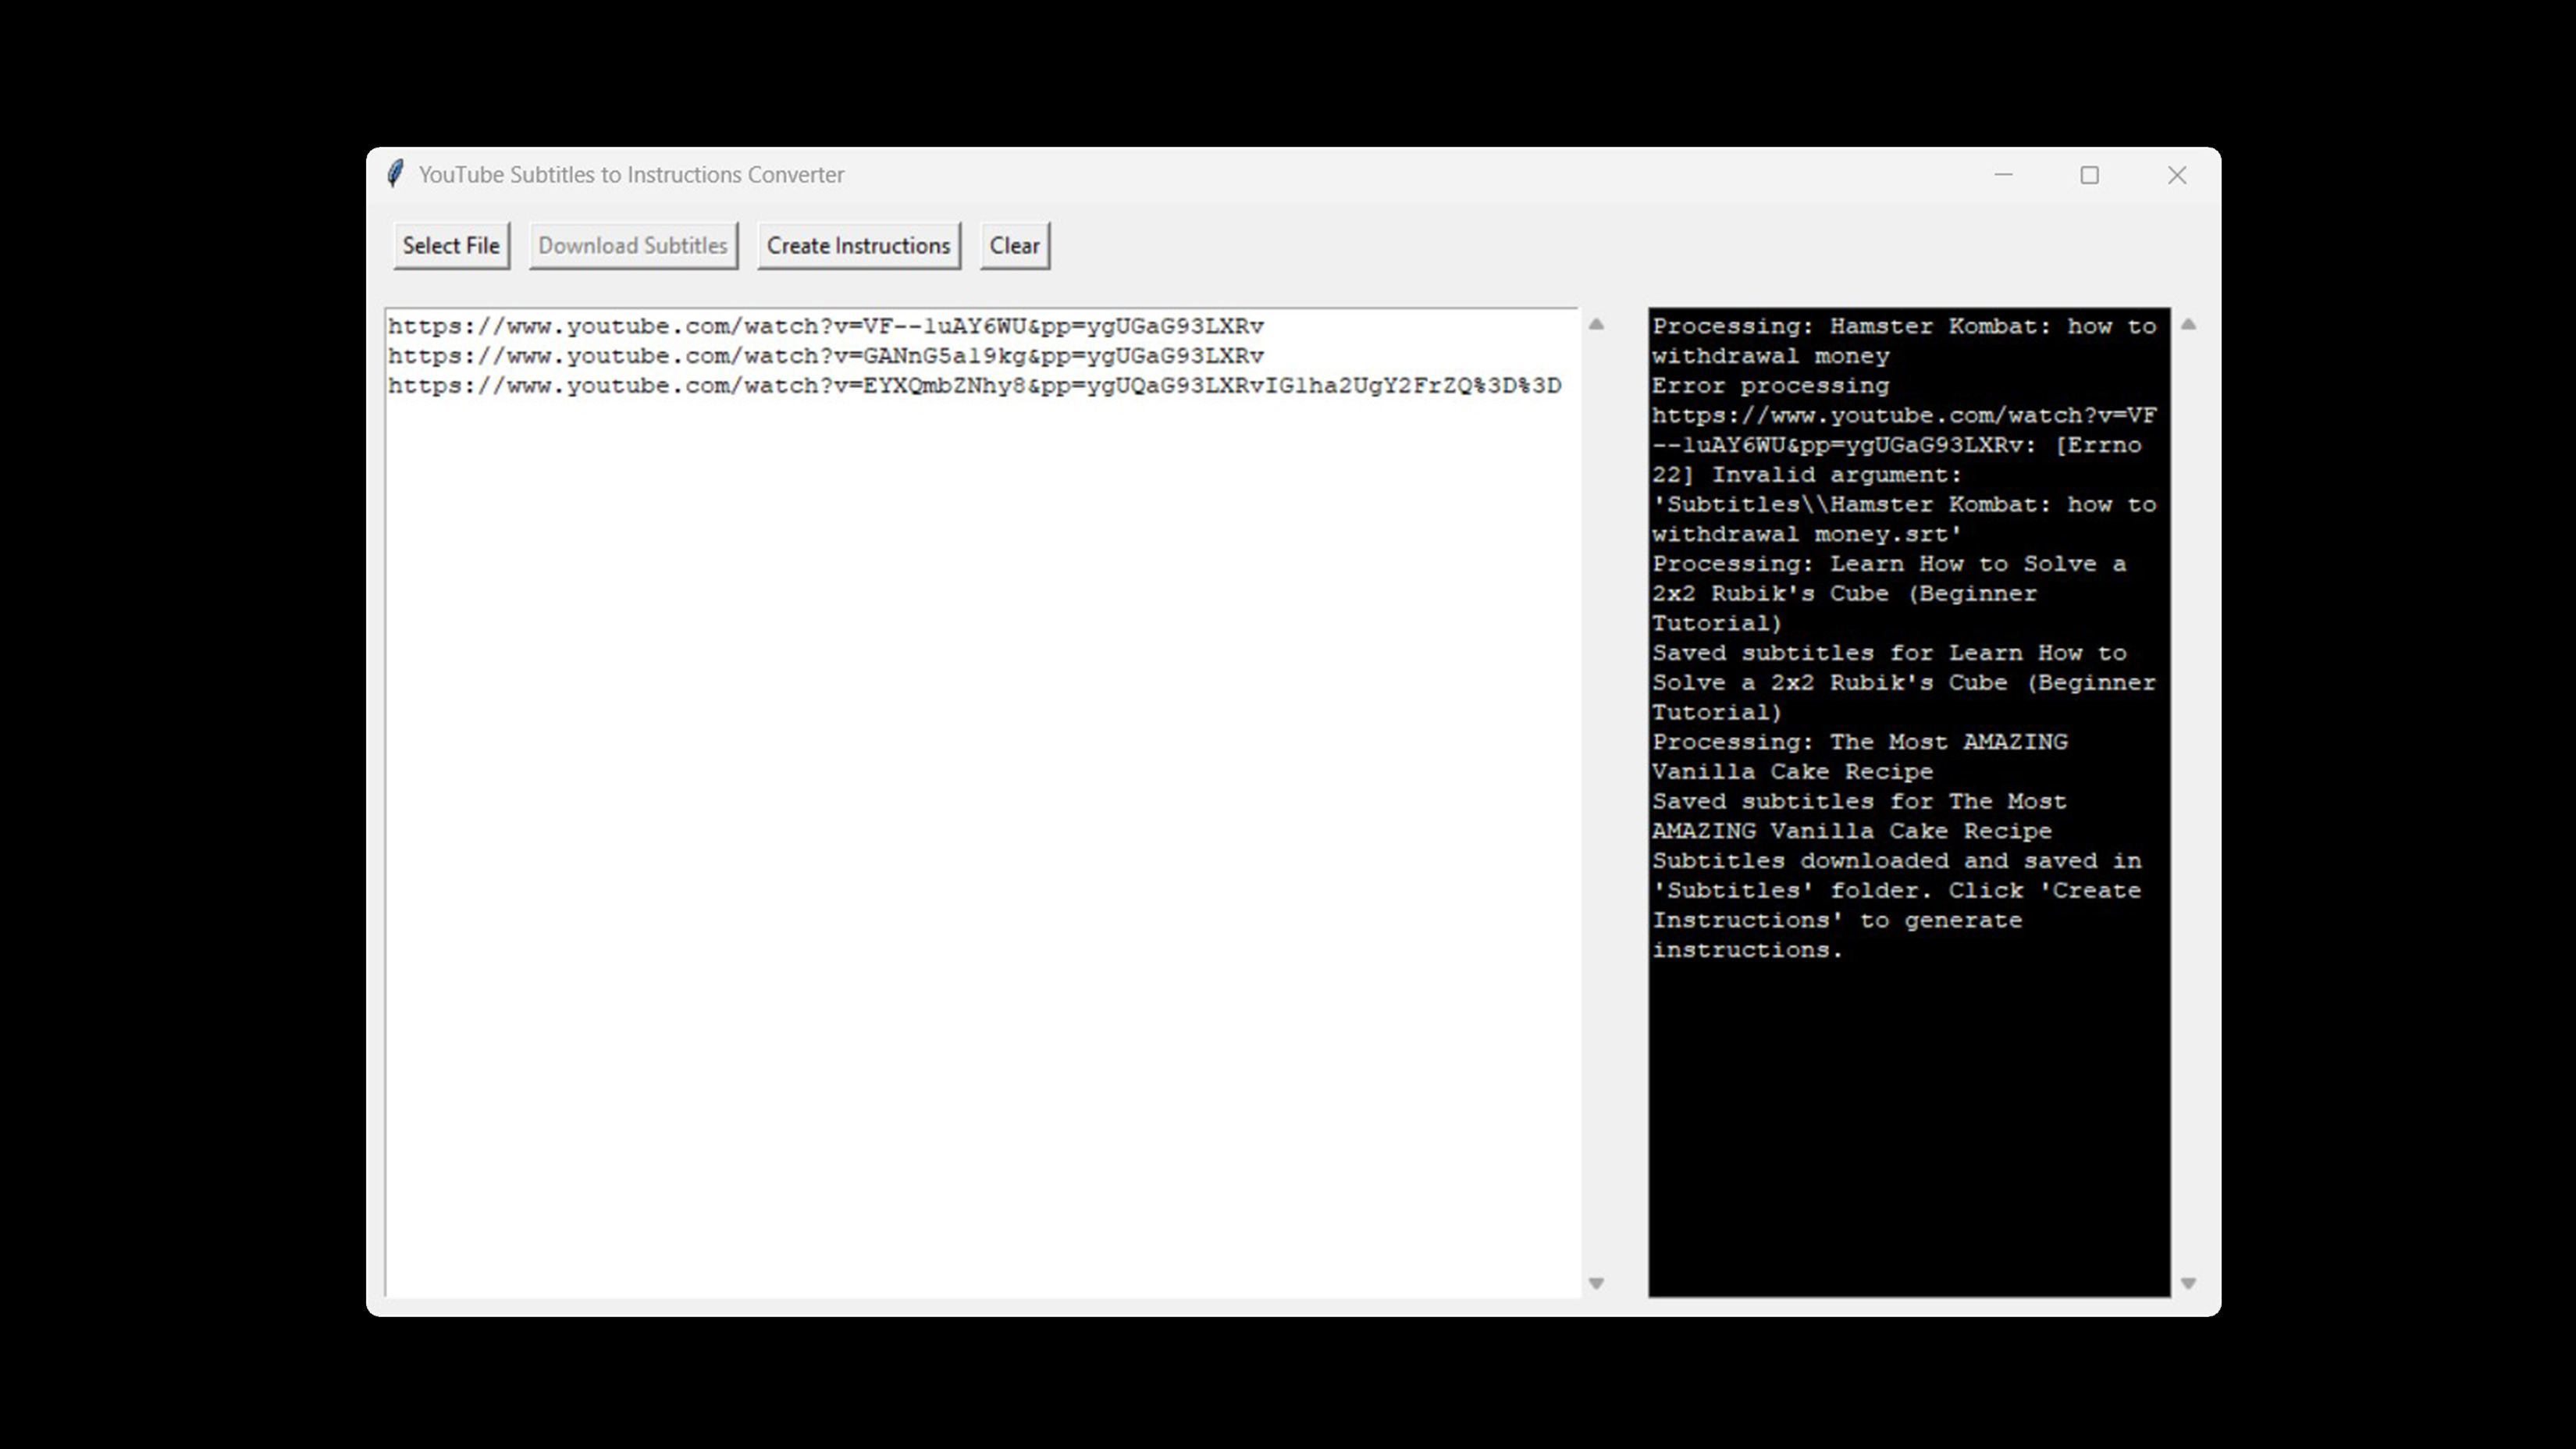 YouTube Subtitles to Instructions Converter
Select File
Download Subtitles
Create Instructions
Clear
https://www.youtube.com/watch?v=VF--luAY6WU&pp=ygUGaG93LXRv
https://www.youtube.com/watch?v=GANnG5al9kg&pp=ygUGaG93LXRv
https://www.youtube.com/watch?v=EYXQmbZNhy8&pp=ygUQaG93LXRvIGlha2UgY2FrZQ%3D%3D
Processing: Hamster Kombat: how to
withdrawal money
Error processing
https://www.youtube.com/watch?v=VF
--luAY6WU&pp=ygUGaG93LXRv: [Errno
22] Invalid argument:
'Subtitles\\Hamster Kombat: how to
withdrawal money.srt'
Processing: Learn How to Solve a
2x2 Rubik's Cube (Beginner
Tutorial)
Saved subtitles for Learn How to
Solve a 2x2 Rubik's Cube (Beginner
Tutorial)
Processing: The Most AMAZING
Vanilla Cake Recipe
Saved subtitles for The Most
AMAZING Vanilla Cake Recipe
Subtitles downloaded and saved in
'Subtitles' folder. Click 'Create
Instructions' to generate
instructions.